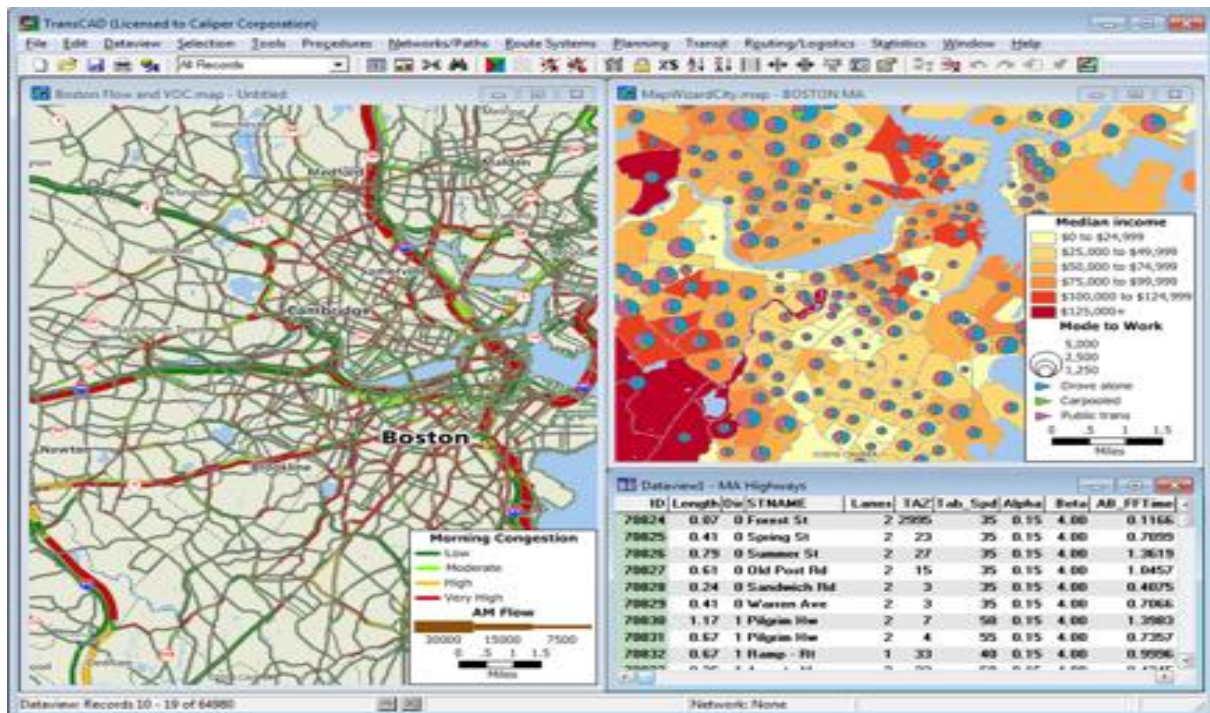 TransCAD (Licensed to Caliper Corporation)
File Edit Dataview Selection Tools Procedures Networks/Paths Route Systems Planning Transit Routing/Logistics Statistics Window Help
All Records
Boston Flow and VOC.map - Untitled
Medford
Malden
Cambridge
Boston
Newton
Brookline
Dedham
Morning Congestion
Low
Moderate
High
Very High
AM Flow
30000 15000 7500
0 .5 1 1.5
Miles
MapWizardCity.map - BOSTON MA
Median income
$0 to $24,999
$25,000 to $49,999
$50,000 to $74,999
$75,000 to $99,999
$100,000 to $124,999
$125,000+
Mode to Work
5,000
2,500
1,250
Drove alone
Carpooled
Public trans
0 .5 1 1.5
Miles
Dataview1 - MA Highways
ID Length Dir STNAME Lanes TAZ Tab_Spd Alpha Beta AB_FFTime
70824 0.07 0 Forest St 2 2995 35 0.15 4.00 0.1166
70825 0.41 0 Spring St 2 23 35 0.15 4.00 0.7099
70826 0.79 0 Summer St 2 27 35 0.15 4.00 1.3619
70827 0.61 0 Old Post Rd 2 15 35 0.15 4.00 1.0457
70828 0.24 0 Sandwich Rd 2 3 35 0.15 4.00 0.4075
70829 0.41 0 Warren Ave 2 3 35 0.15 4.00 0.7066
70830 1.17 1 Pilgrim Hw 2 7 50 0.15 4.00 1.3983
70831 0.67 1 Pilgrim Hw 2 4 55 0.15 4.00 0.7357
70832 0.67 1 Ramp - Rt 1 33 40 0.15 4.00 0.9996
Dataview: Records 10 - 19 of 64980
Network: None